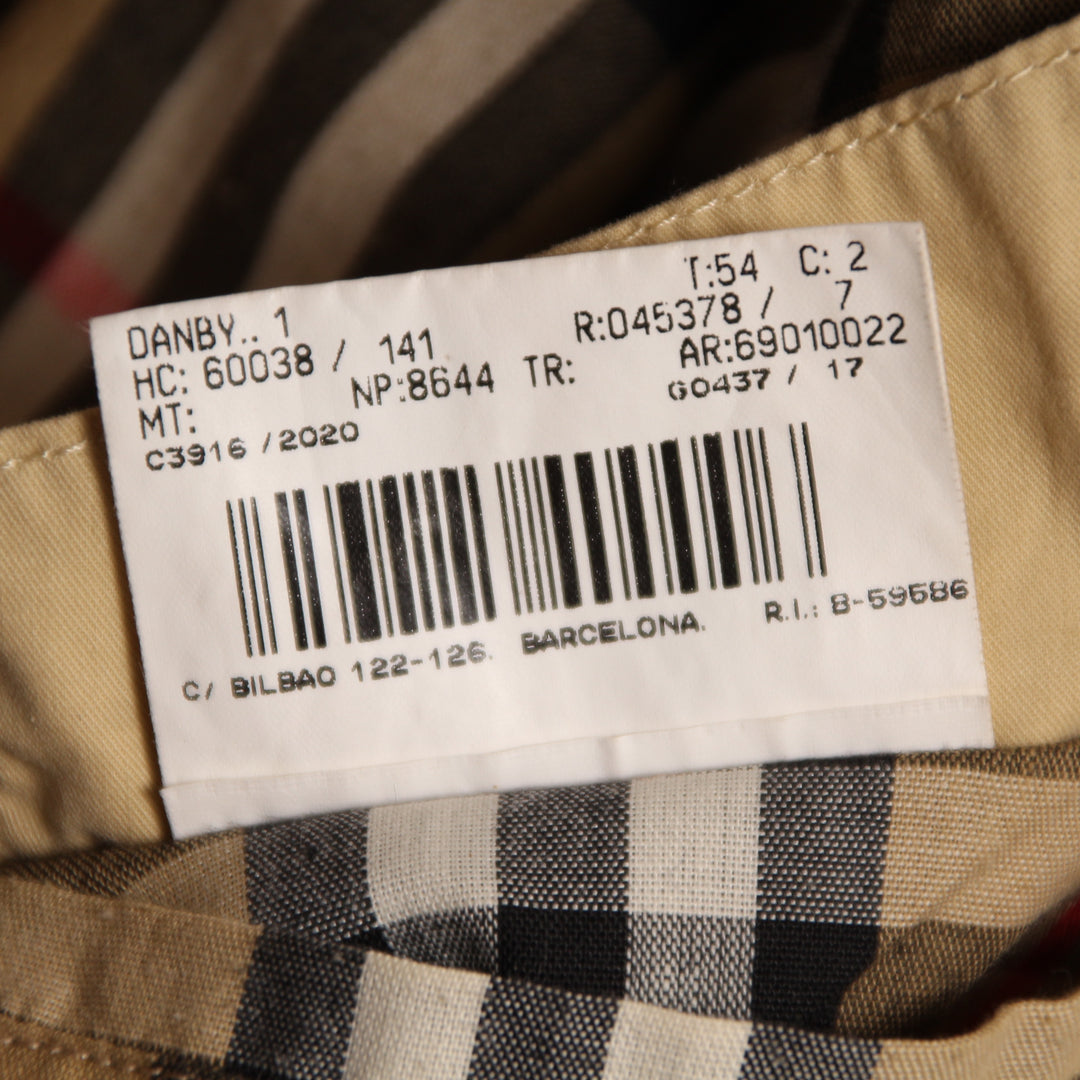 T:54 C: 2
DANBY.. 1 R:045378 / 7
HC: 60038 / 141 AR:69010022
MT: NP:8644 TR: G0437 / 17
C3916 /2020
C/ BILBAO 122-126. BARCELONA. R.I.: B-59586